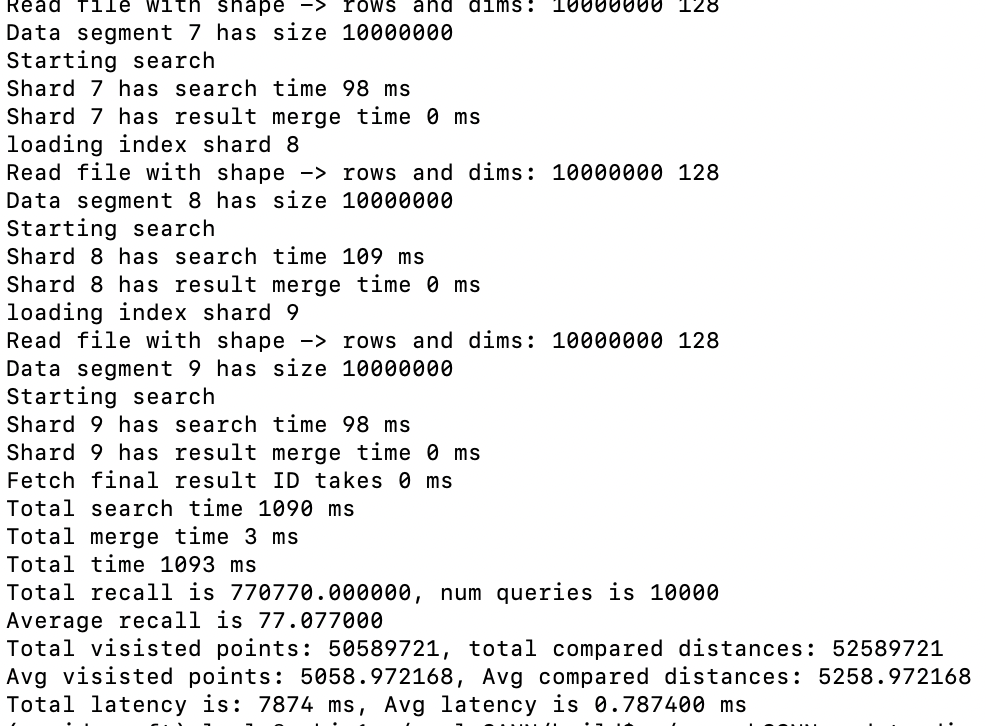 Read file with shape -> rows and dims: 10000000 128
Data segment 7 has size 10000000
Starting search
Shard 7 has search time 98 ms
Shard 7 has result merge time 0 ms
loading index shard 8
Read file with shape -> rows and dims: 10000000 128
Data segment 8 has size 10000000
Starting search
Shard 8 has search time 109 ms
Shard 8 has result merge time 0 ms
loading index shard 9
Read file with shape -> rows and dims: 10000000 128
Data segment 9 has size 10000000
Starting search
Shard 9 has search time 98 ms
Shard 9 has result merge time 0 ms
Fetch final result ID takes 0 ms
Total search time 1090 ms
Total merge time 3 ms
Total time 1093 ms
Total recall is 770770.000000, num queries is 10000
Average recall is 77.077000
Total visisted points: 50589721, total compared distances: 52589721
Avg visisted points: 5058.972168, Avg compared distances: 5258.972168
Total latency is: 7874 ms, Avg latency is 0.787400 ms